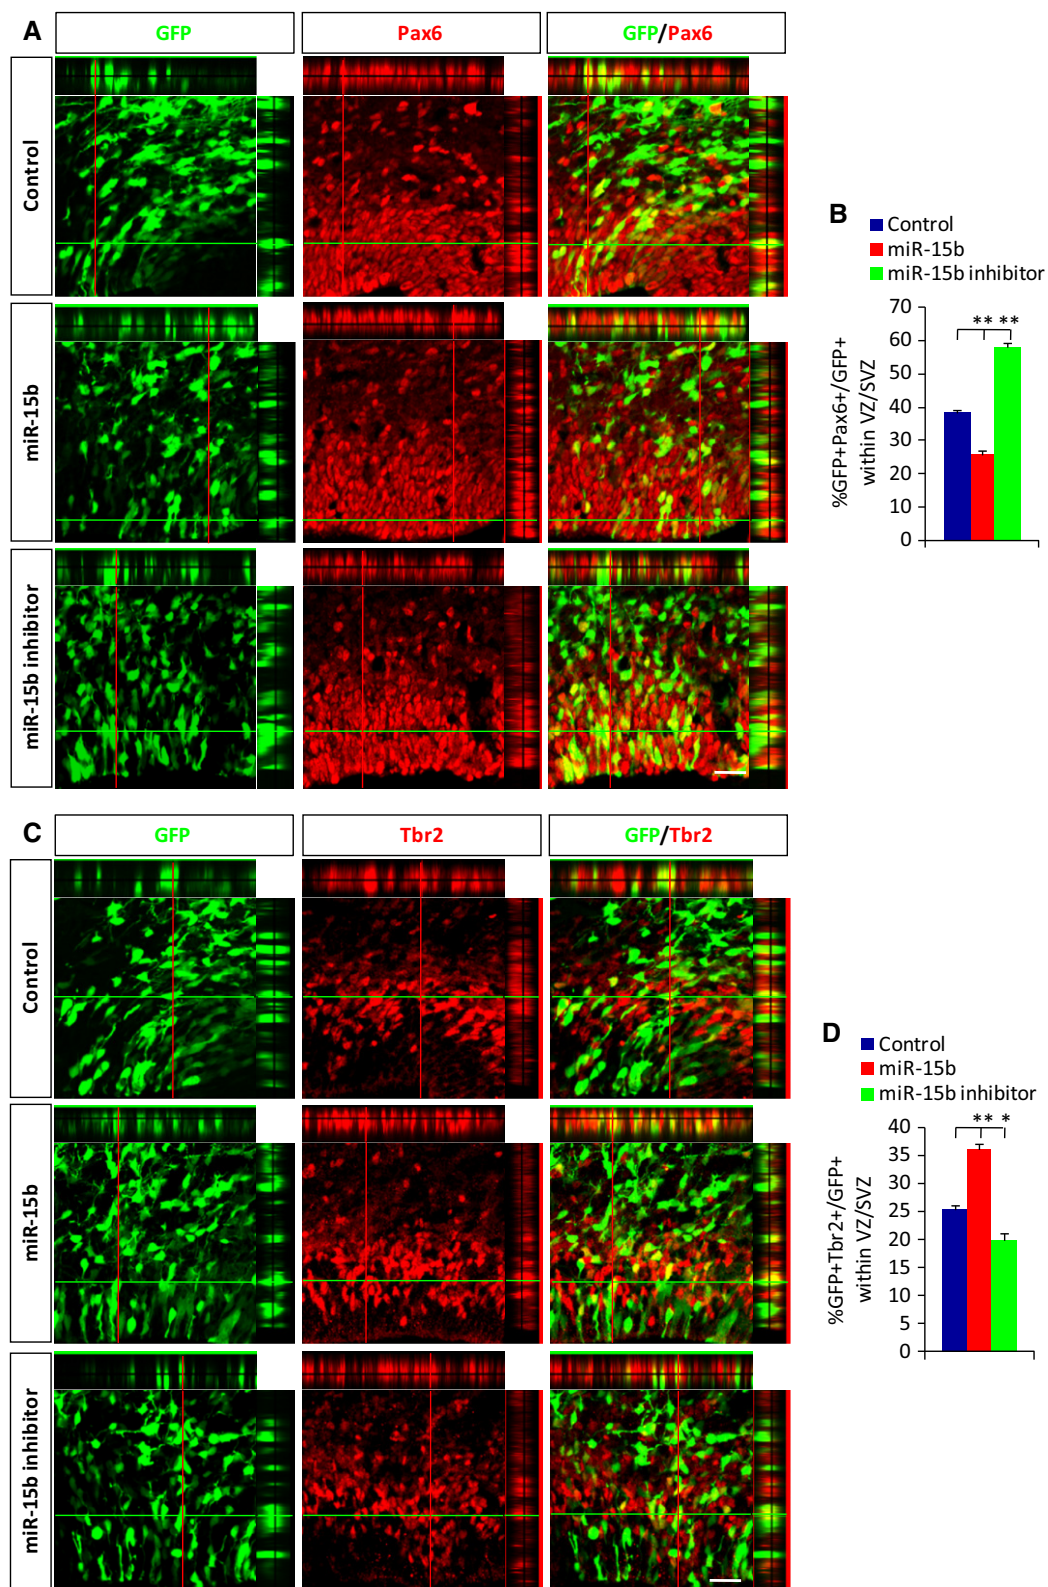 A
GFP
Pax6
GFP/Pax6
Control
miR-15b
miR-15b inhibitor
B
Control
miR-15b
miR-15b inhibitor
%GFP+Pax6+/GFP+
within VZ/SVZ
70
60
50
40
30
20
10
0
** **
C
GFP
Tbr2
GFP/Tbr2
Control
miR-15b
miR-15b inhibitor
D
Control
miR-15b
miR-15b inhibitor
%GFP+Tbr2+/GFP+
within VZ/SVZ
40
35
30
25
20
15
10
5
0
** *